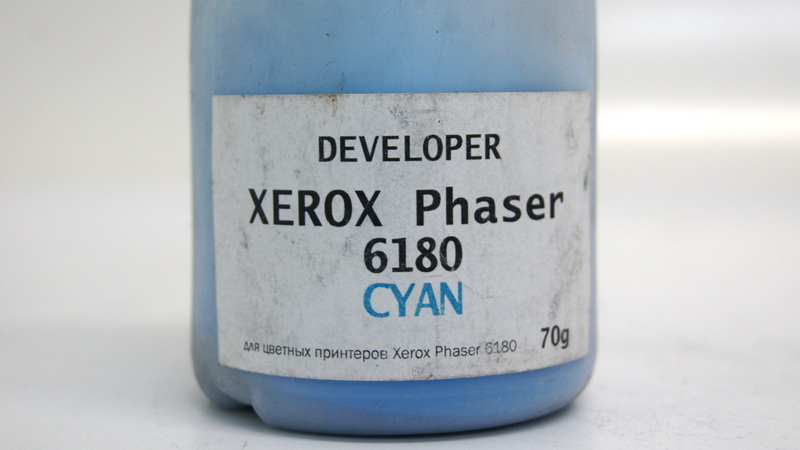 DEVELOPER
XEROX Phaser
6180
CYAN
для цветных принтеров Xerox Phaser 6180
70g